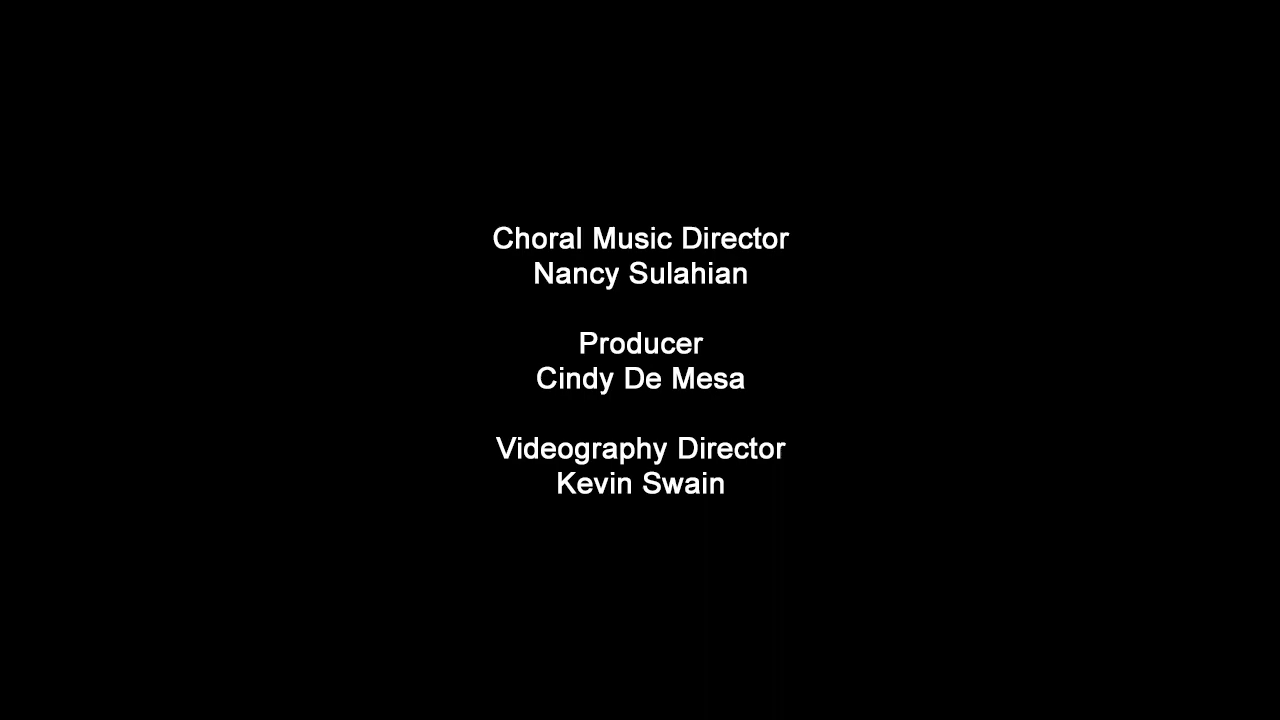 Choral Music Director
Nancy Sulahian
Producer
Cindy De Mesa
Videography Director
Kevin Swain